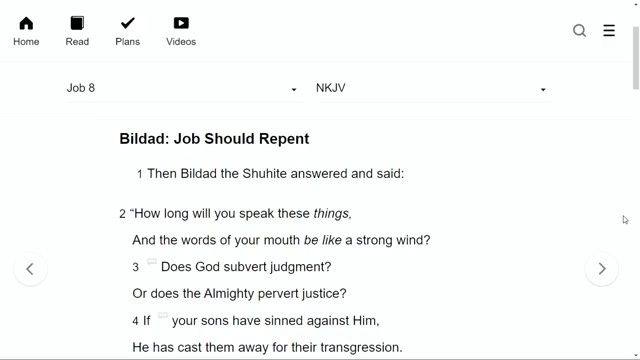 Home Read Plans Videos
Job 8 NKJV
Bildad: Job Should Repent
1 Then Bildad the Shuhite answered and said:
2 “How long will you speak these things,
And the words of your mouth be like a strong wind?
3 Does God subvert judgment?
Or does the Almighty pervert justice?
4 If your sons have sinned against Him,
He has cast them away for their transgression.